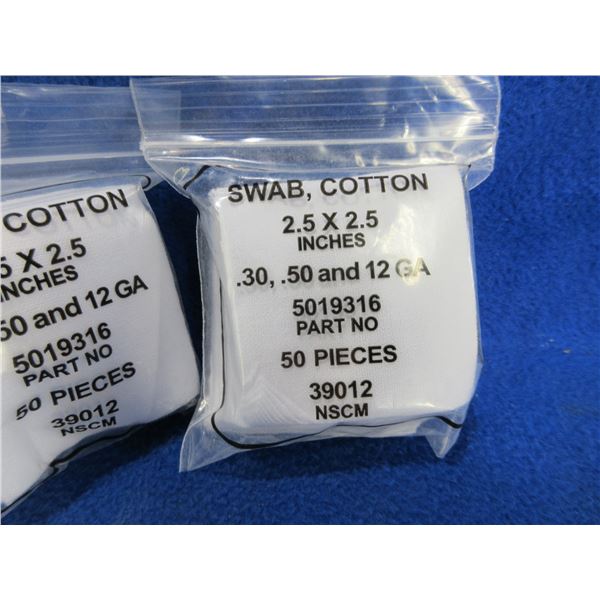 COTTON
5 X 2.5
INCHES
50 and 12 GA
5019316
PART NO
50 PIECES
39012
NSCM
SWAB, COTTON
2.5 X 2.5
INCHES
.30, .50 and 12 GA
5019316
PART NO
50 PIECES
39012
NSCM